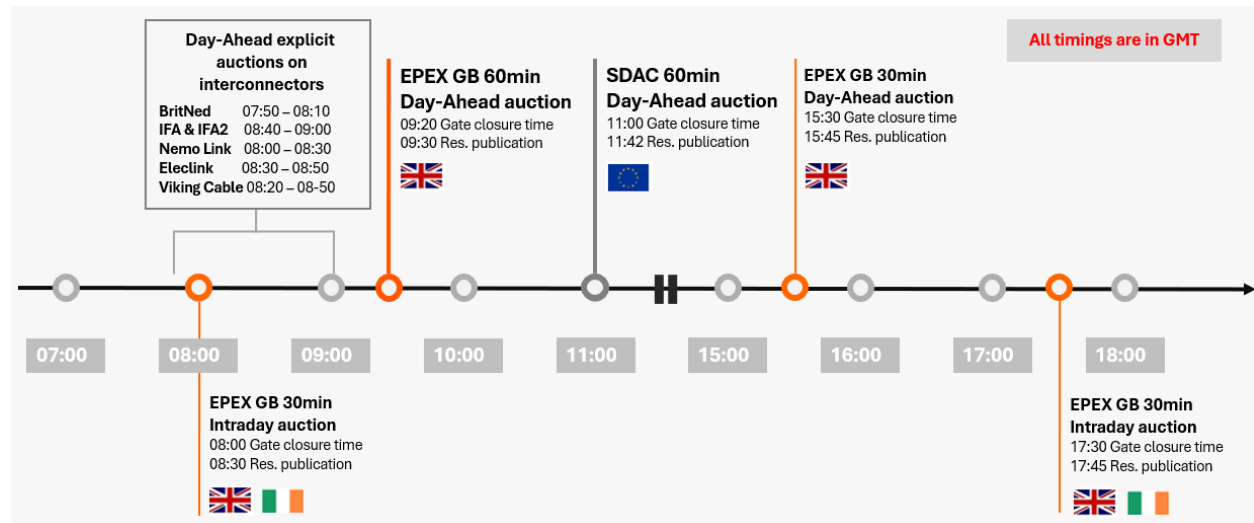 Day-Ahead explicit
auctions on
interconnectors
BritNed 07:50 – 08:10
IFA & IFA2 08:40 – 09:00
Nemo Link 08:00 – 08:30
Eleclink 08:30 – 08:50
Viking Cable 08:20 – 08-50
EPEX GB 60min
Day-Ahead auction
09:20 Gate closure time
09:30 Res. publication
SDAC 60min
Day-Ahead auction
11:00 Gate closure time
11:42 Res. publication
EPEX GB 30min
Day-Ahead auction
15:30 Gate closure time
15:45 Res. publication
All timings are in GMT
07:00
08:00
09:00
10:00
11:00
15:00
16:00
17:00
18:00
EPEX GB 30min
Intraday auction
08:00 Gate closure time
08:30 Res. publication
EPEX GB 30min
Intraday auction
17:30 Gate closure time
17:45 Res. publication